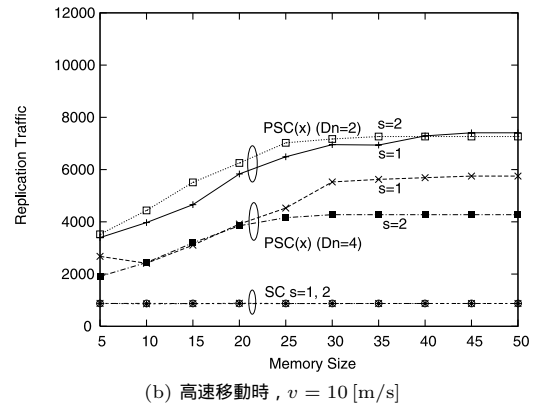 12000
10000
8000
6000
4000
2000
0
Replication Traffic
PSC(x) (Dn=2)
s=2
s=1
s=1
PSC(x) (Dn=4)
s=2
SC s=1, 2
5 10 15 20 25 30 35 40 45 50
Memory Size
(b) 高速移動時，v = 10 [m/s]